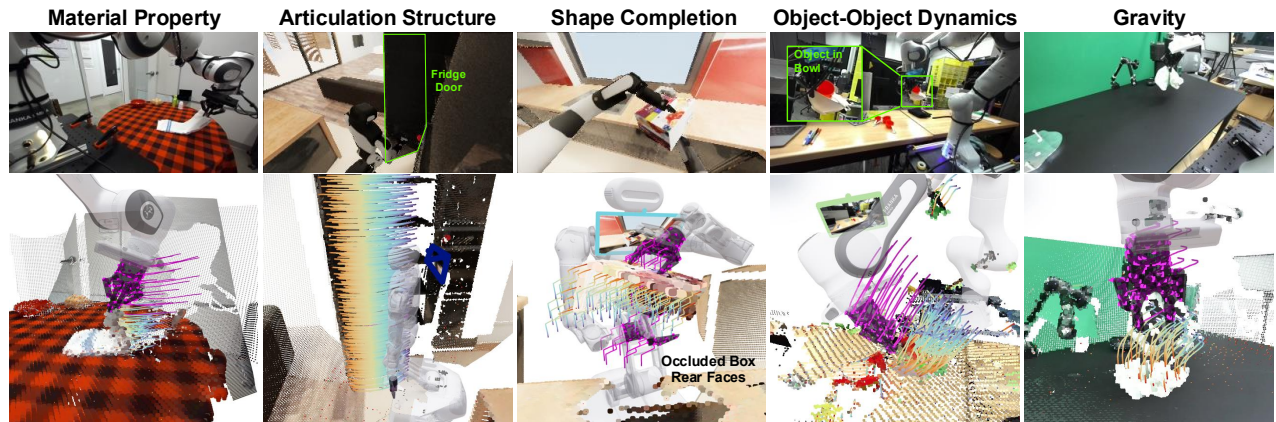 Material Property
Articulation Structure
Shape Completion
Object-Object Dynamics
Gravity
Fridge
Door
Object in
Bowl
Occluded Box
Rear Faces